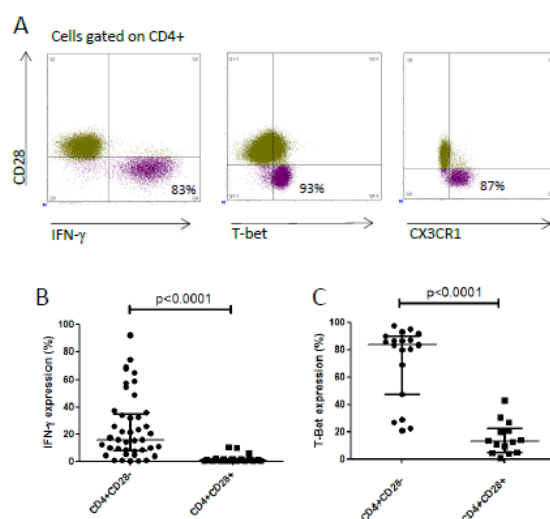 A
Cells gated on CD4+
CD28
83%
93%
87%
IFN-γ
T-bet
CX3CR1
B
p<0.0001
IFN-γ expression (%)
100
80
60
40
20
0
CD4+CD28-
CD4+CD28+
C
p<0.0001
T-Bet expression (%)
100
80
60
40
20
0
CD4+CD28-
CD4+CD28+